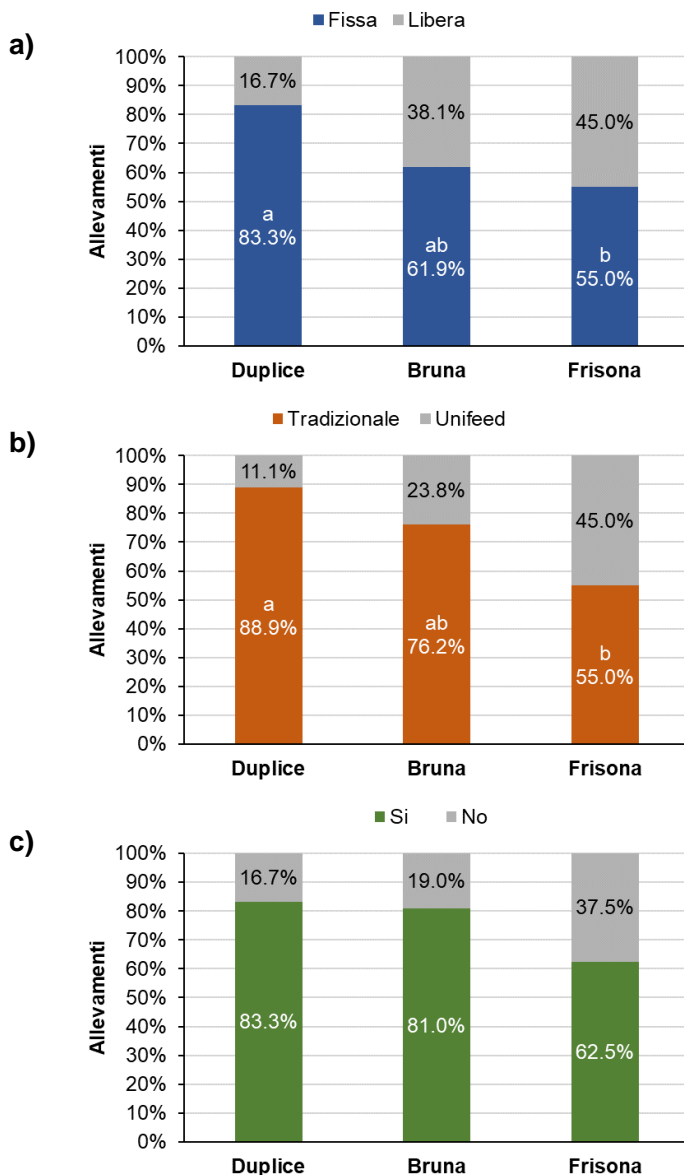 Fissa Libera
a)
100%
90%
80%
70%
60%
50%
40%
30%
20%
10%
0%
Allevamenti
16.7% 38.1% 45.0%
a ab b
83.3% 61.9% 55.0%
Duplice Bruna Frisona
Tradizionale Unifeed
b)
100%
90%
80%
70%
60%
50%
40%
30%
20%
10%
0%
Allevamenti
11.1% 23.8% 45.0%
a ab b
88.9% 76.2% 55.0%
Duplice Bruna Frisona
Si No
c)
100%
90%
80%
70%
60%
50%
40%
30%
20%
10%
0%
Allevamenti
16.7% 19.0% 37.5%
83.3% 81.0% 62.5%
Duplice Bruna Frisona